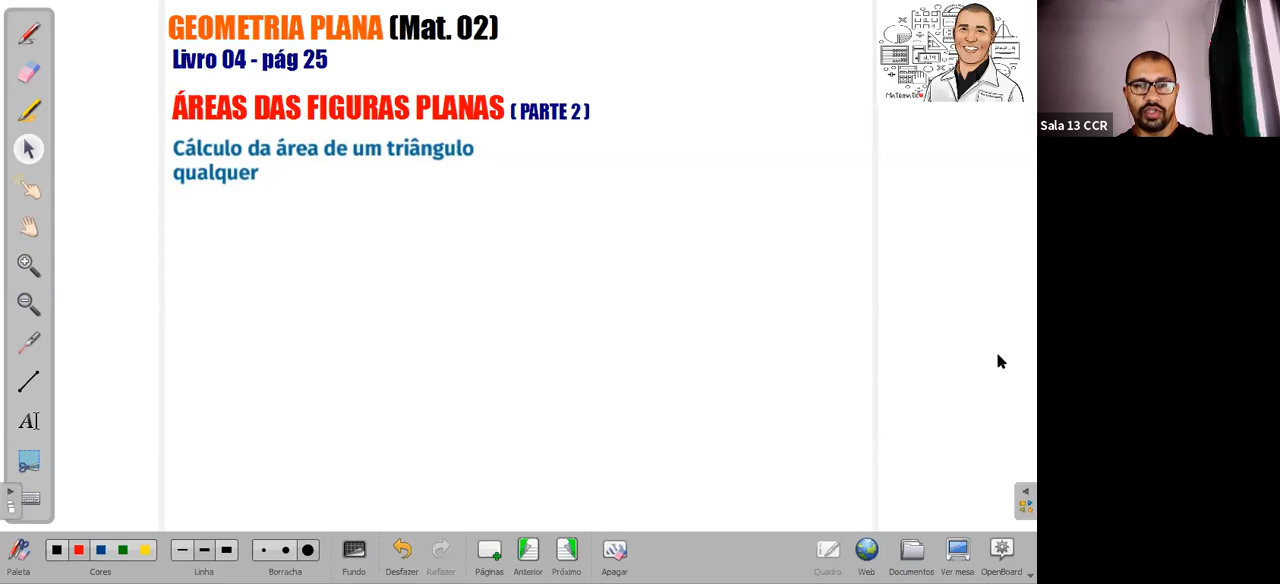 GEOMETRIA PLANA (Mat. 02)
Livro 04 - pág 25
ÁREAS DAS FIGURAS PLANAS ( PARTE 2 )
Cálculo da área de um triângulo
qualquer
Sala 13 CCR
Paleta
Cores
Linha
Borracha
Fundo
Desfazer
Refazer
Páginas
Anterior
Próximo
Apagar
Quadro
Web
Documentos
Ver mesa
OpenBoard